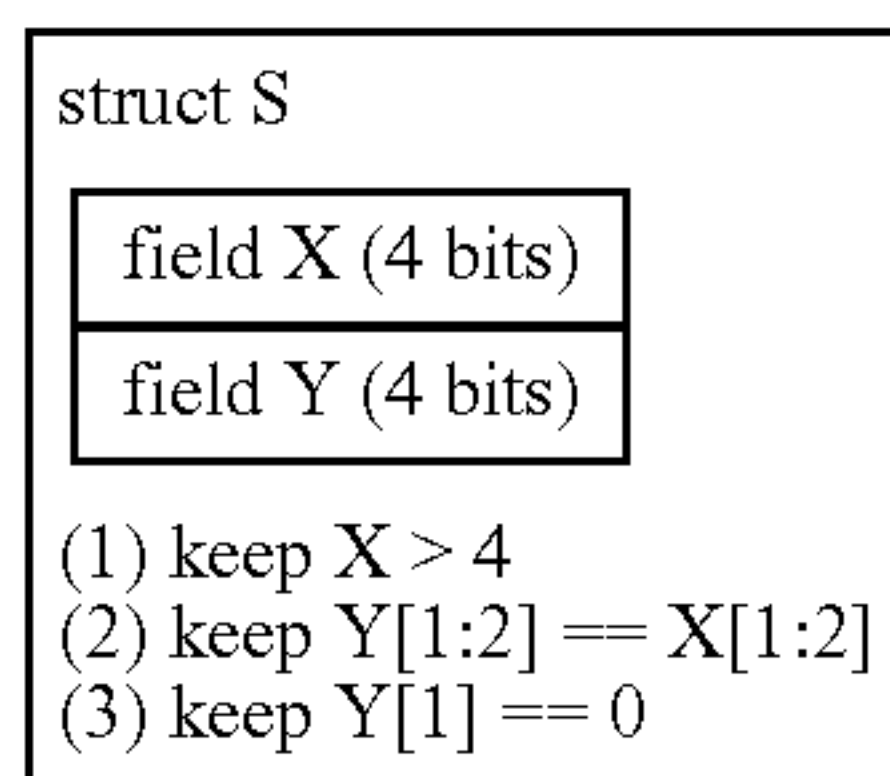 struct S
field X (4 bits)
field Y (4 bits)
(1) keep X > 4
(2) keep Y[1:2] == X[1:2]
(3) keep Y[1] == 0